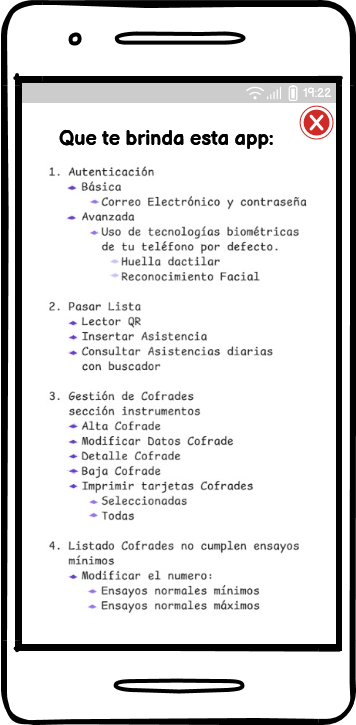 19:22
Que te brinda esta app:
1. Autenticación
Básica
Correo Electrónico y contraseña
Avanzada
Uso de tecnologías biométricas
de tu teléfono por defecto.
Huella dactilar
Reconocimiento Facial
2. Pasar Lista
Lector QR
Insertar Asistencia
Consultar Asistencias diarias
con buscador
3. Gestión de Cofrades
sección instrumentos
Alta Cofrade
Modificar Datos Cofrade
Detalle Cofrade
Baja Cofrade
Imprimir tarjetas Cofrades
Seleccionadas
Todas
4. Listado Cofrades no cumplen ensayos
mínimos
Modificar el numero:
Ensayos normales mínimos
Ensayos normales máximos